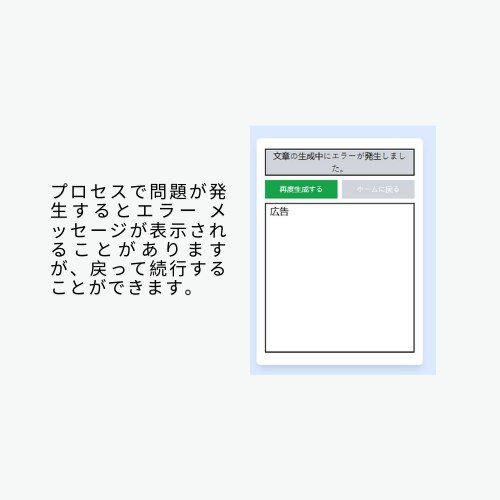 プロセスで問題が発
生するとエラー メ
ッセージが表示され
ることがあります
が、戻って続行する
ことができます。
文章の生成中にエラーが発生しまし
た。
再度生成する
ホームに戻る
広告